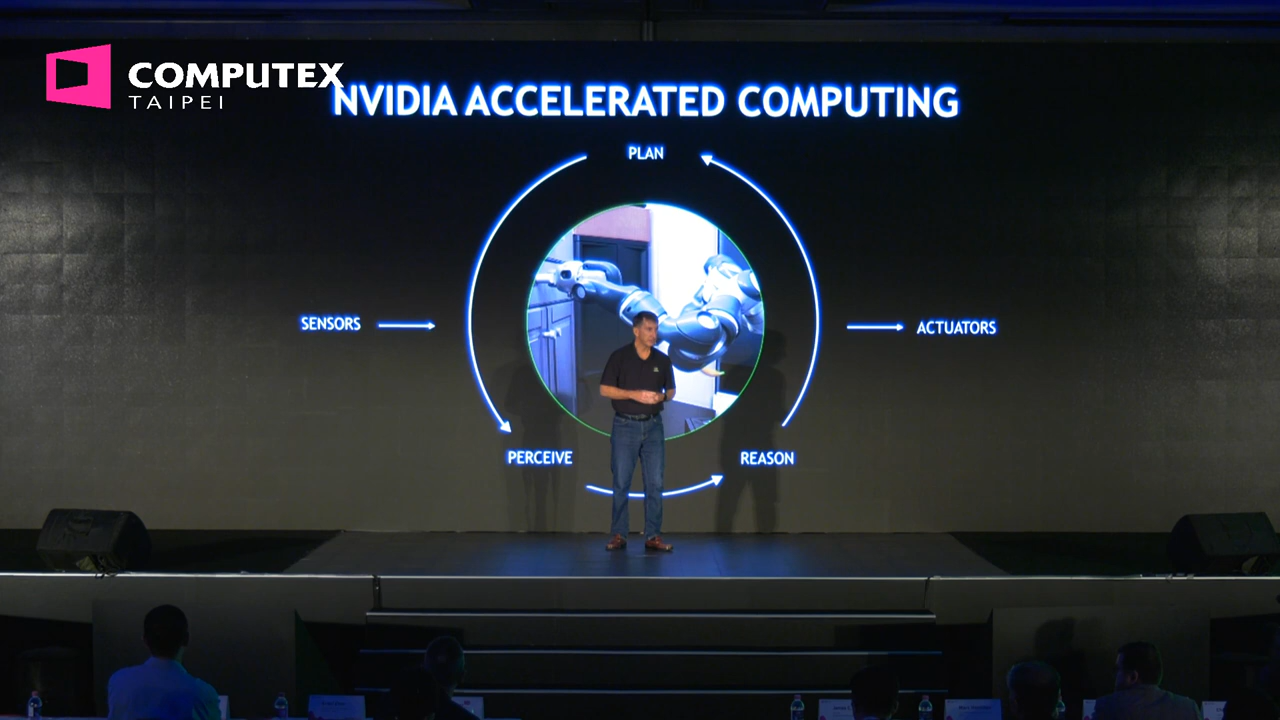 COMPUTEX
TAIPEI
NVIDIA ACCELERATED COMPUTING
PLAN
SENSORS
ACTUATORS
PERCEIVE
REASON